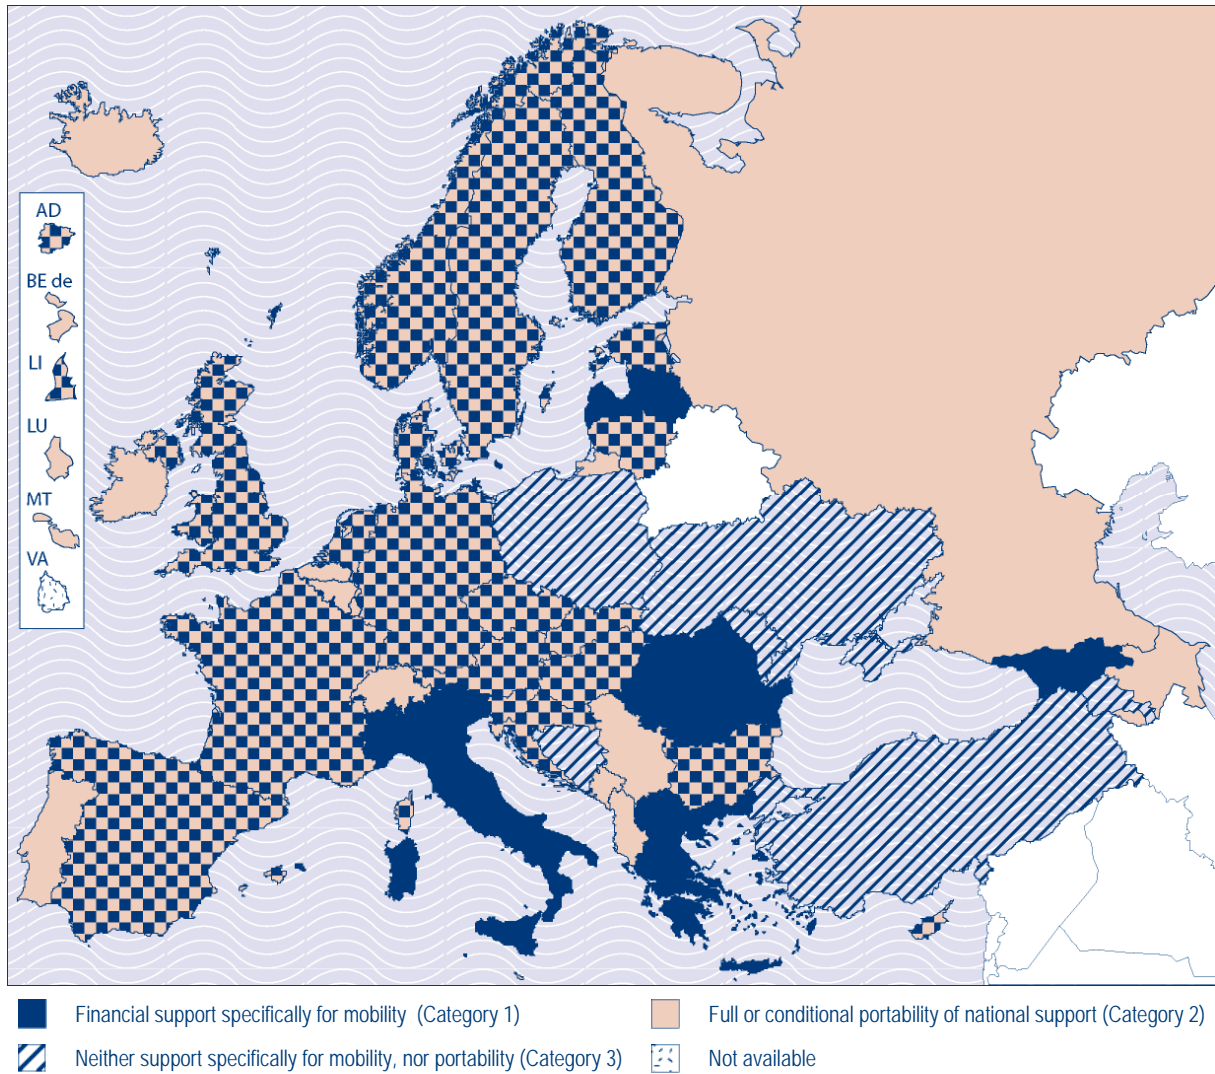 AD
BE de
LI
LU
MT
VA
Financial support specifically for mobility (Category 1)
Full or conditional portability of national support (Category 2)
Neither support specifically for mobility, nor portability (Category 3)
Not available